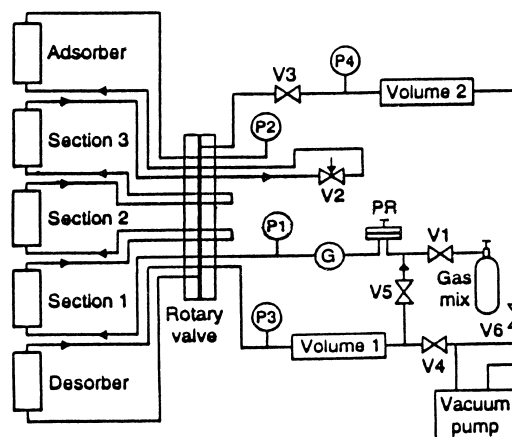 Adsorber
Section 3
Section 2
Section 1
Desorber
Rotary
valve
V3
P4
Volume 2
P2
V2
P1
G
PR
V1
Gas
mix
V5
V6
P3
Volume 1
V4
Vacuum
pump